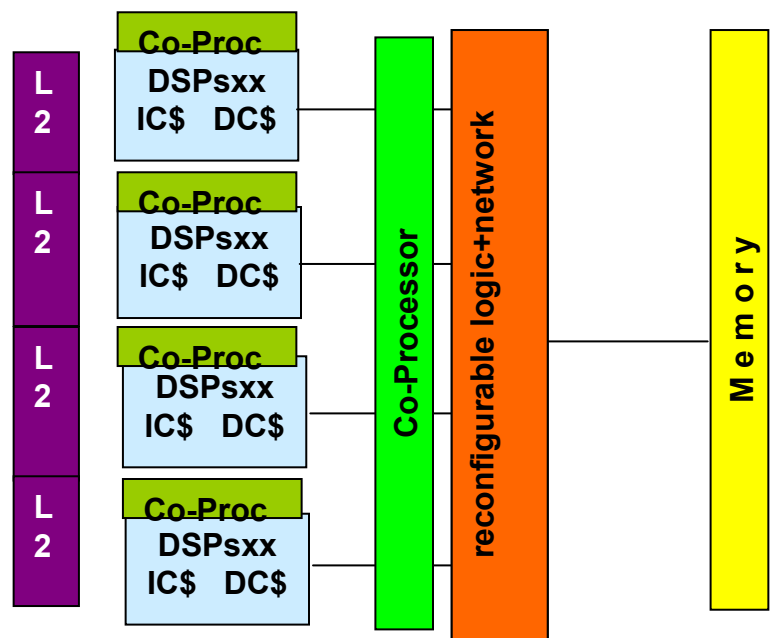 L
2
L
2
L
2
L
2
Co-Proc
DSPsxx
IC$ DC$
Co-Proc
DSPsxx
IC$ DC$
Co-Proc
DSPsxx
IC$ DC$
Co-Proc
DSPsxx
IC$ DC$
Co-Processor
reconfigurable logic+network
M e m o r y